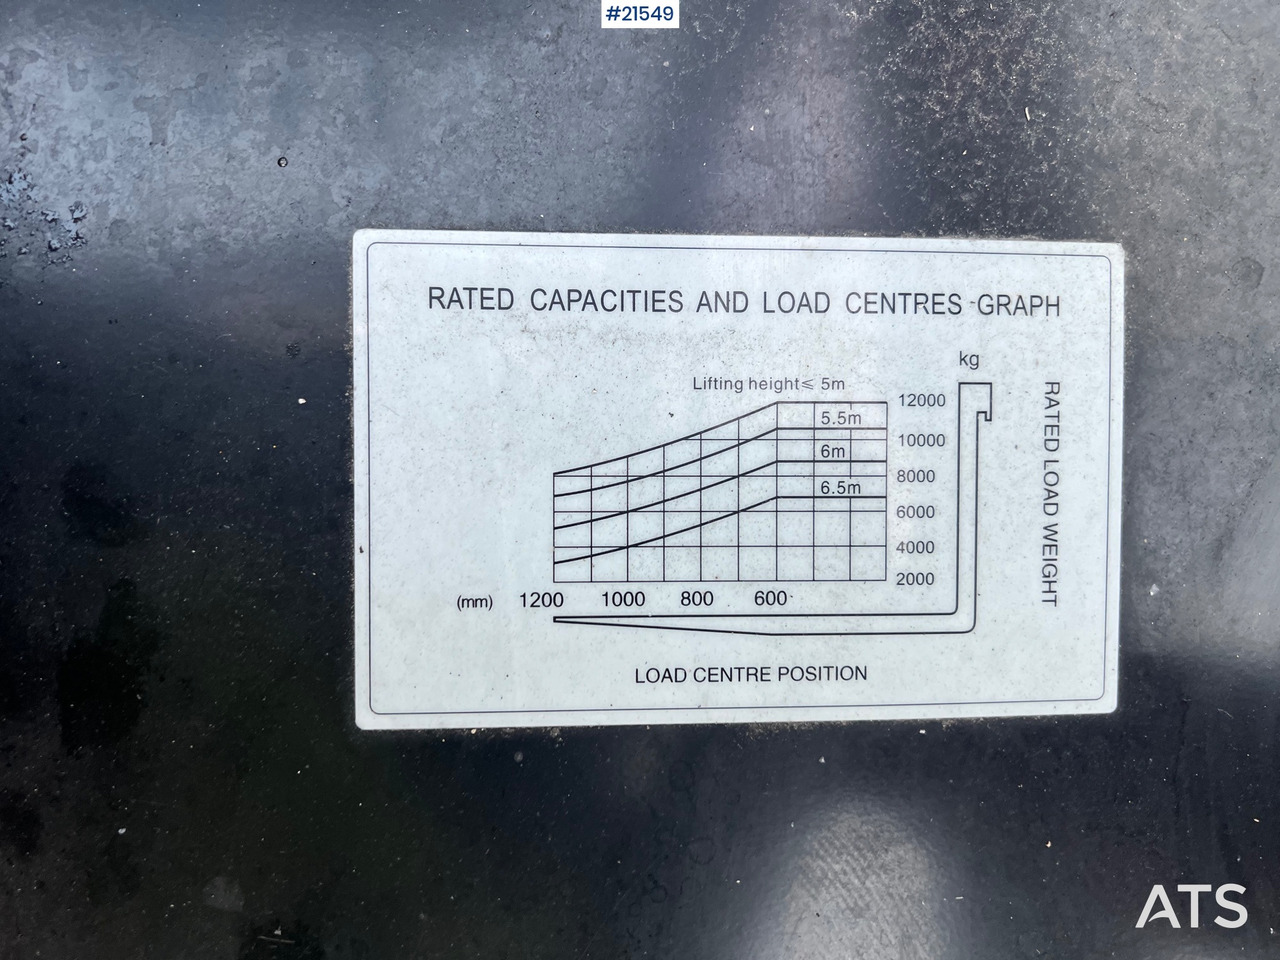 #21549
RATED CAPACITIES AND LOAD CENTRES -GRAPH
kg
Lifting height≤ 5m
12000
5.5m
10000
6m
8000
6.5m
6000
4000
2000
(mm) 1200 1000 800 600
LOAD CENTRE POSITION
RATED LOAD WEIGHT
ATS